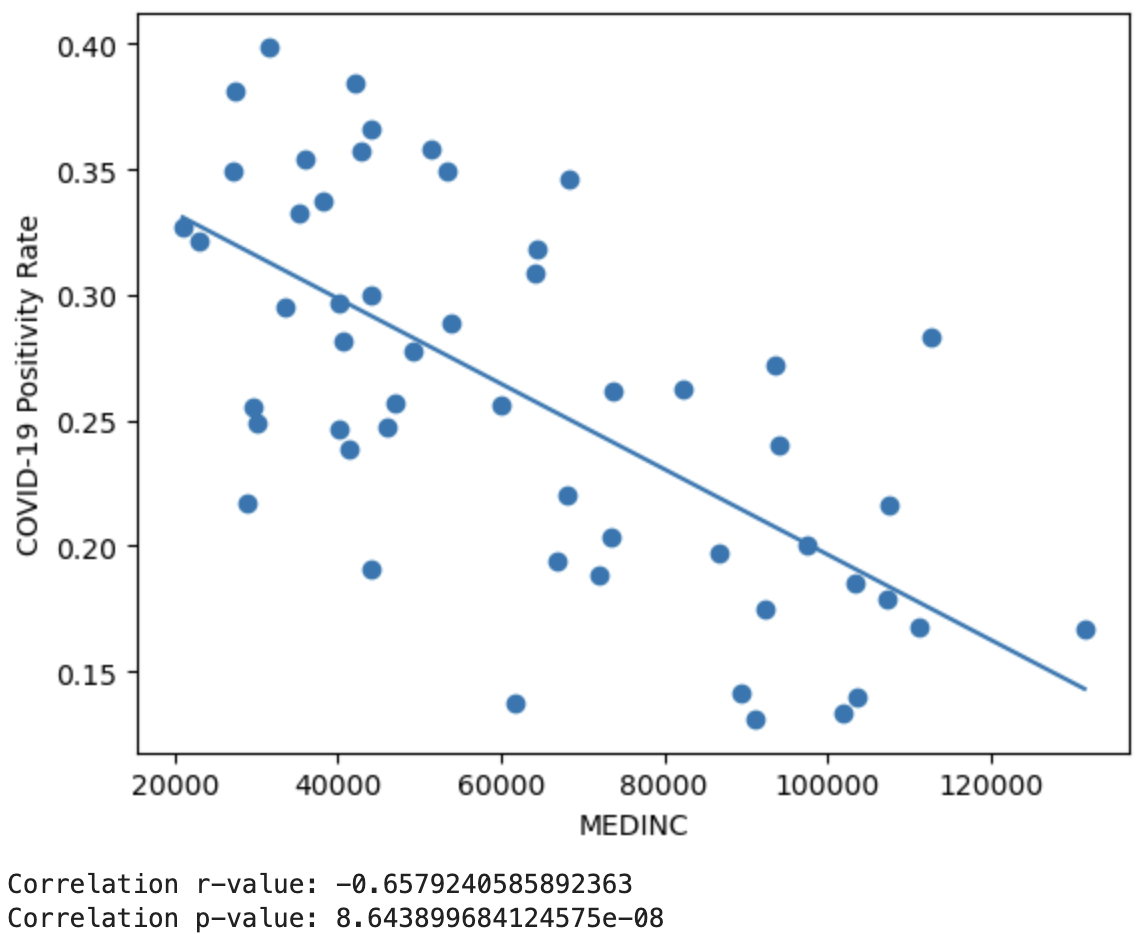 COVID-19 Positivity Rate
0.40
0.35
0.30
0.25
0.20
0.15
20000 40000 60000 80000 100000 120000
MEDINC
Correlation r-value: -0.6579240585892363
Correlation p-value: 8.643899684124575e-08